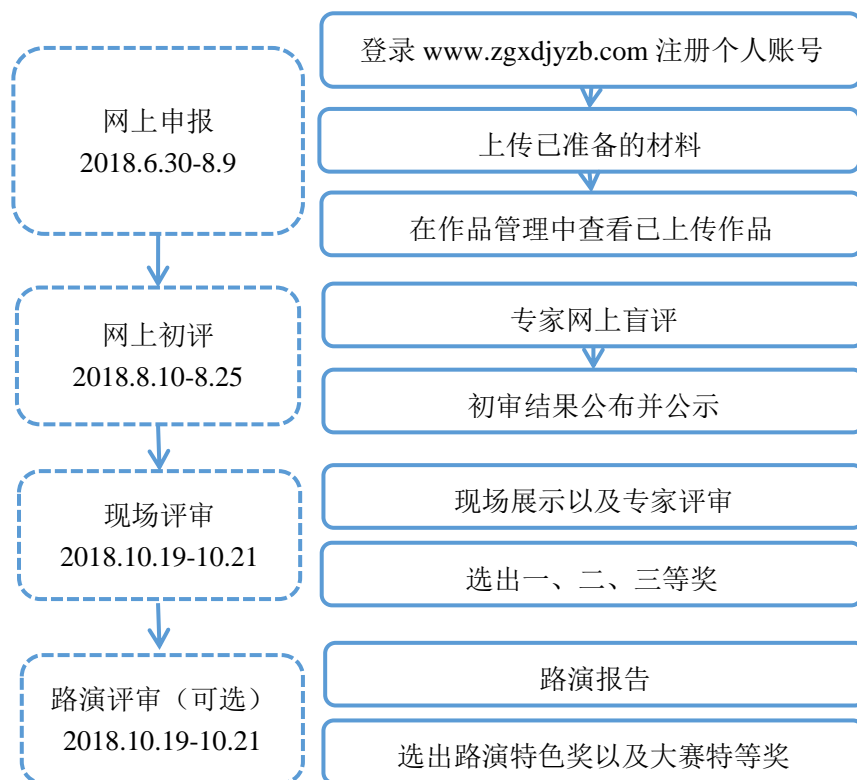 登录 www.zgxdjyzb.com 注册个人账号
网上申报
2018.6.30-8.9
上传已准备的材料
在作品管理中查看已上传作品
专家网上盲评
网上初评
2018.8.10-8.25
初审结果公布并公示
现场展示以及专家评审
现场评审
2018.10.19-10.21
选出一、二、三等奖
路演报告
路演评审（可选）
2018.10.19-10.21
选出路演特色奖以及大赛特等奖